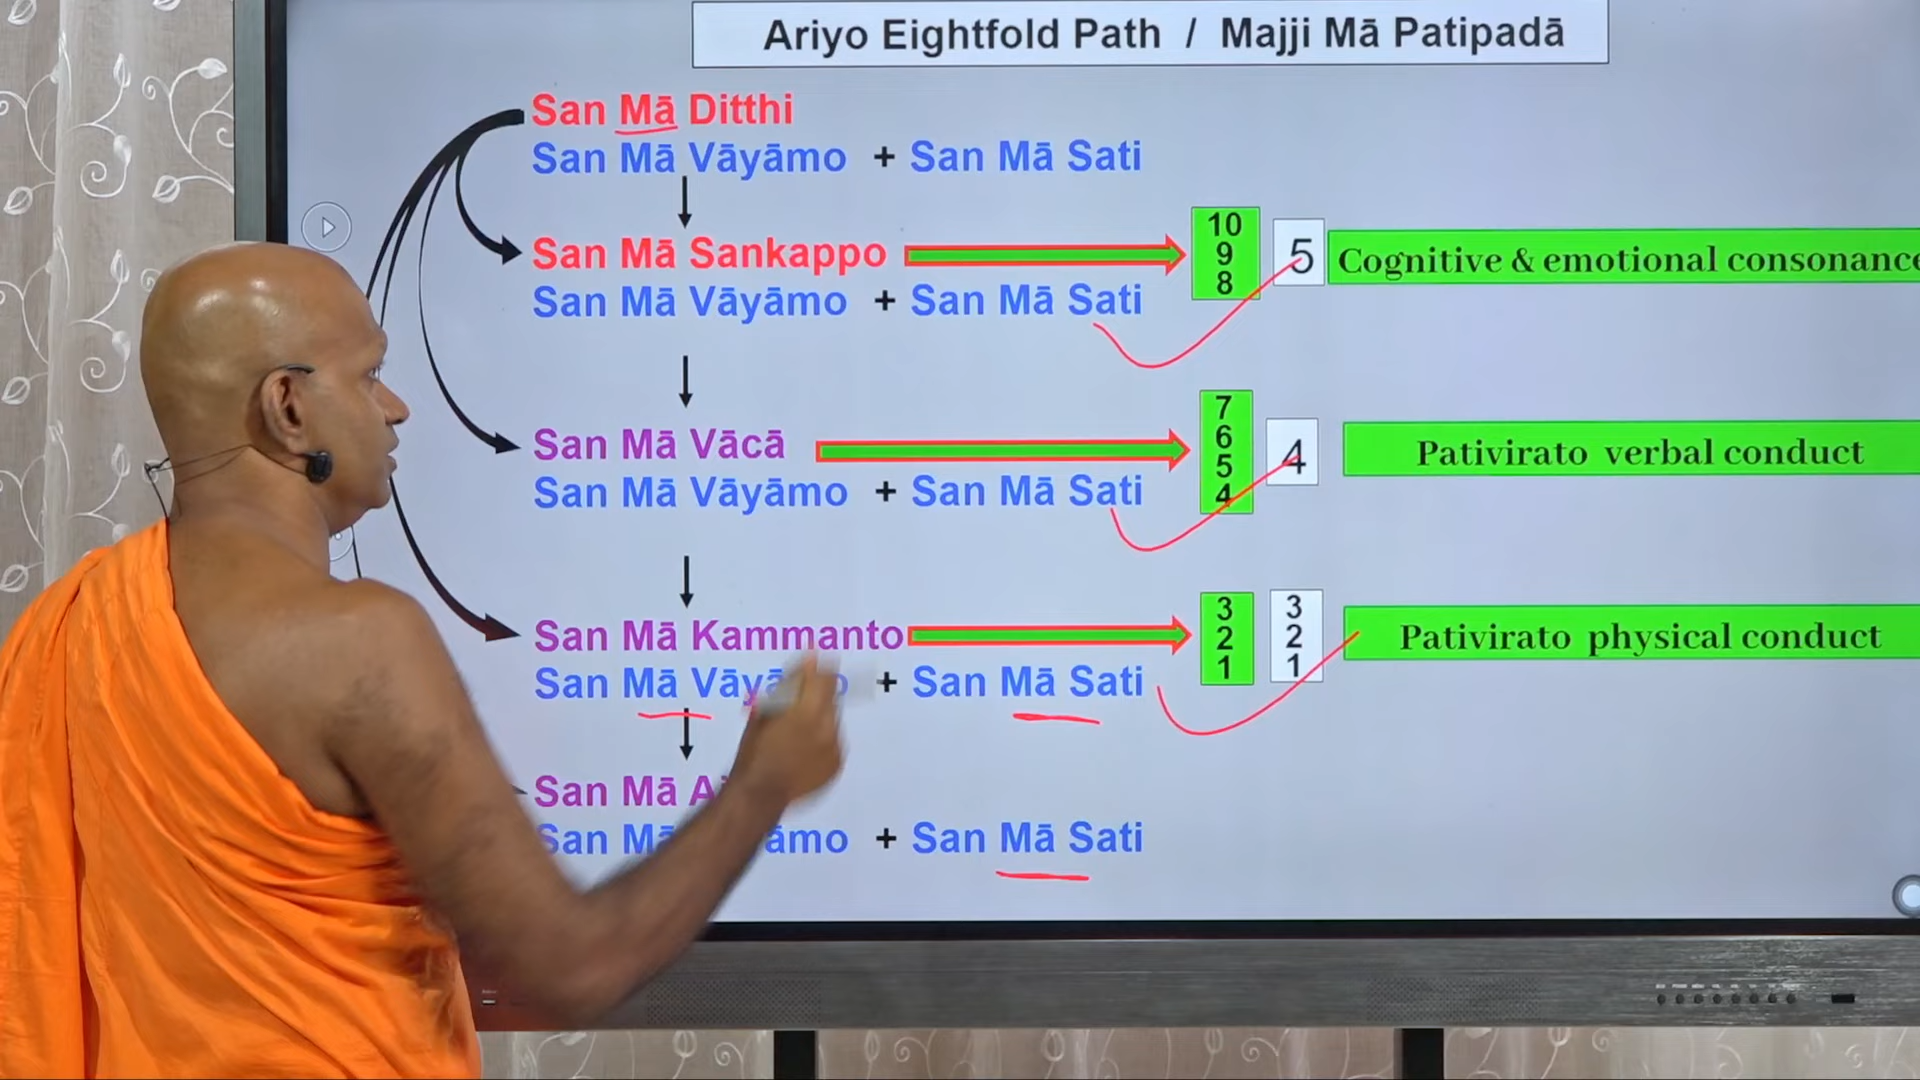 Ariyo Eightfold Path / Majji Mā Patipadā
San Mā Ditthi
San Mā Vāyāmo + San Mā Sati
San Mā Sankappo
10
9
8
5
Cognitive & emotional consonance
San Mā Vāyāmo + San Mā Sati
San Mā Vācā
7
6
5
4
4
Pativirato verbal conduct
San Mā Vāyāmo + San Mā Sati
San Mā Kammanto
3
2
1
3
2
1
Pativirato physical conduct
San Mā + San Mā Sati
San Mā
San + San Mā Sati